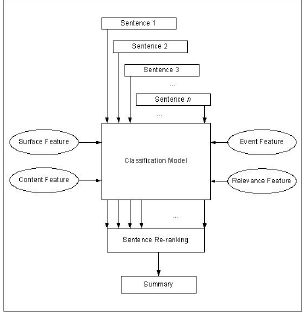 Sentence 1
Sentence 2
Sentence 3
...
Sentence n
...
Surface Feature
Event Feature
Classification Model
Content Feature
Relevance Feature
...
Sentence Re-ranking
Summary